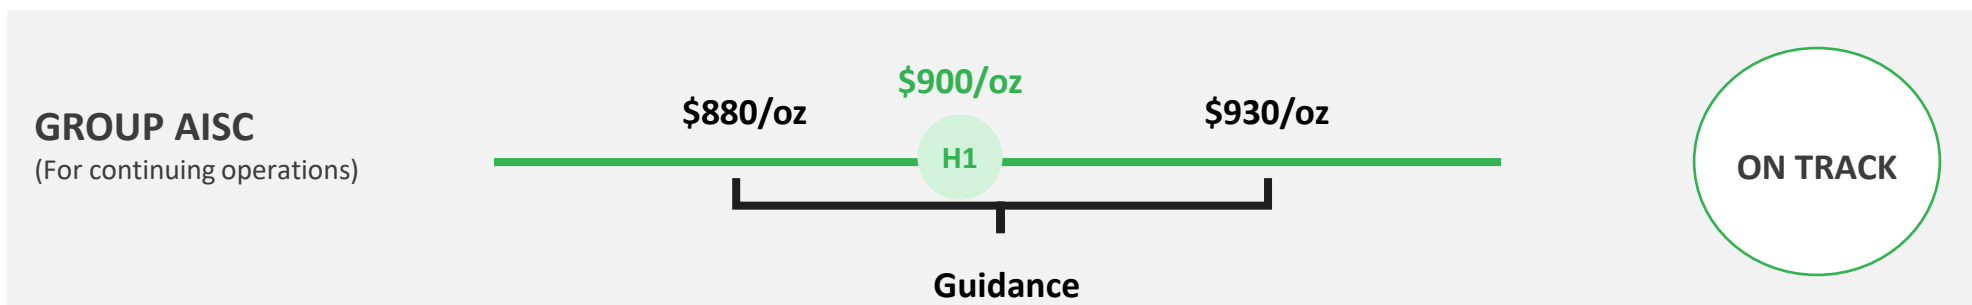 GROUP AISC
(For continuing operations)
$880/oz
$900/oz
$930/oz
H1
Guidance
ON TRACK